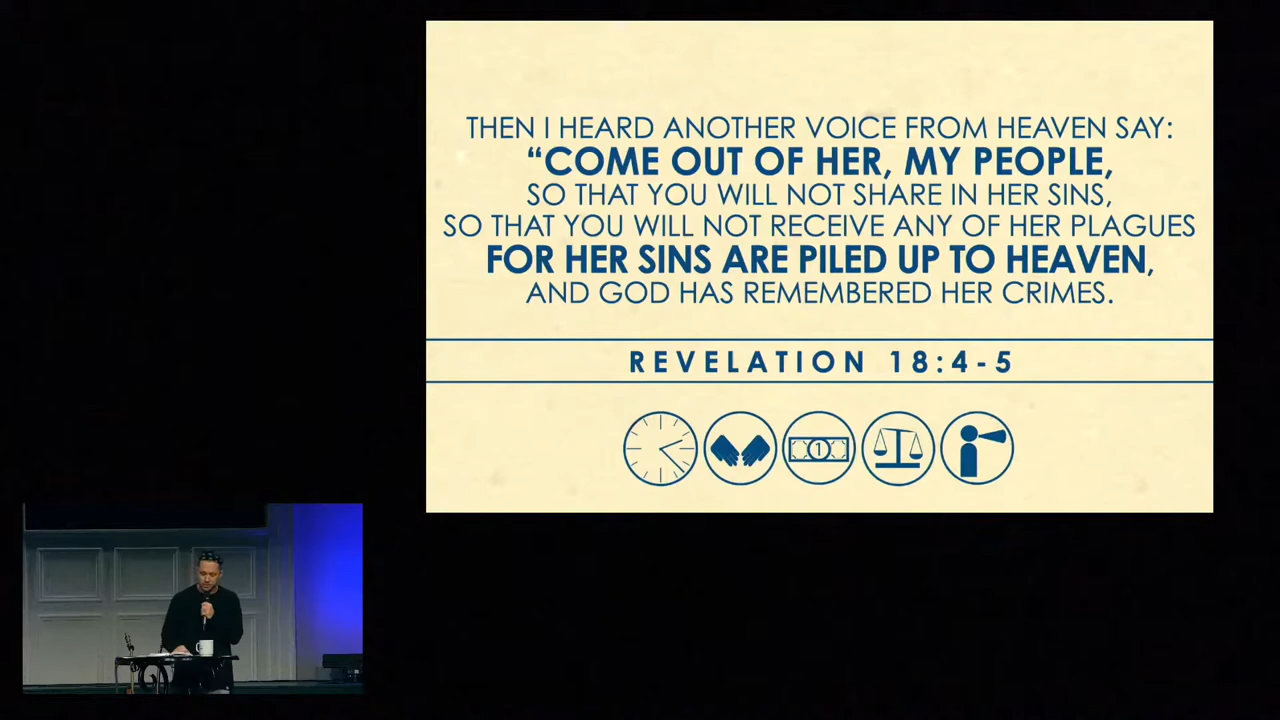 THEN I HEARD ANOTHER VOICE FROM HEAVEN SAY:
“COME OUT OF HER, MY PEOPLE,
SO THAT YOU WILL NOT SHARE IN HER SINS,
SO THAT YOU WILL NOT RECEIVE ANY OF HER PLAGUES
FOR HER SINS ARE PILED UP TO HEAVEN,
AND GOD HAS REMEMBERED HER CRIMES.
REVELATION 18:4-5
1